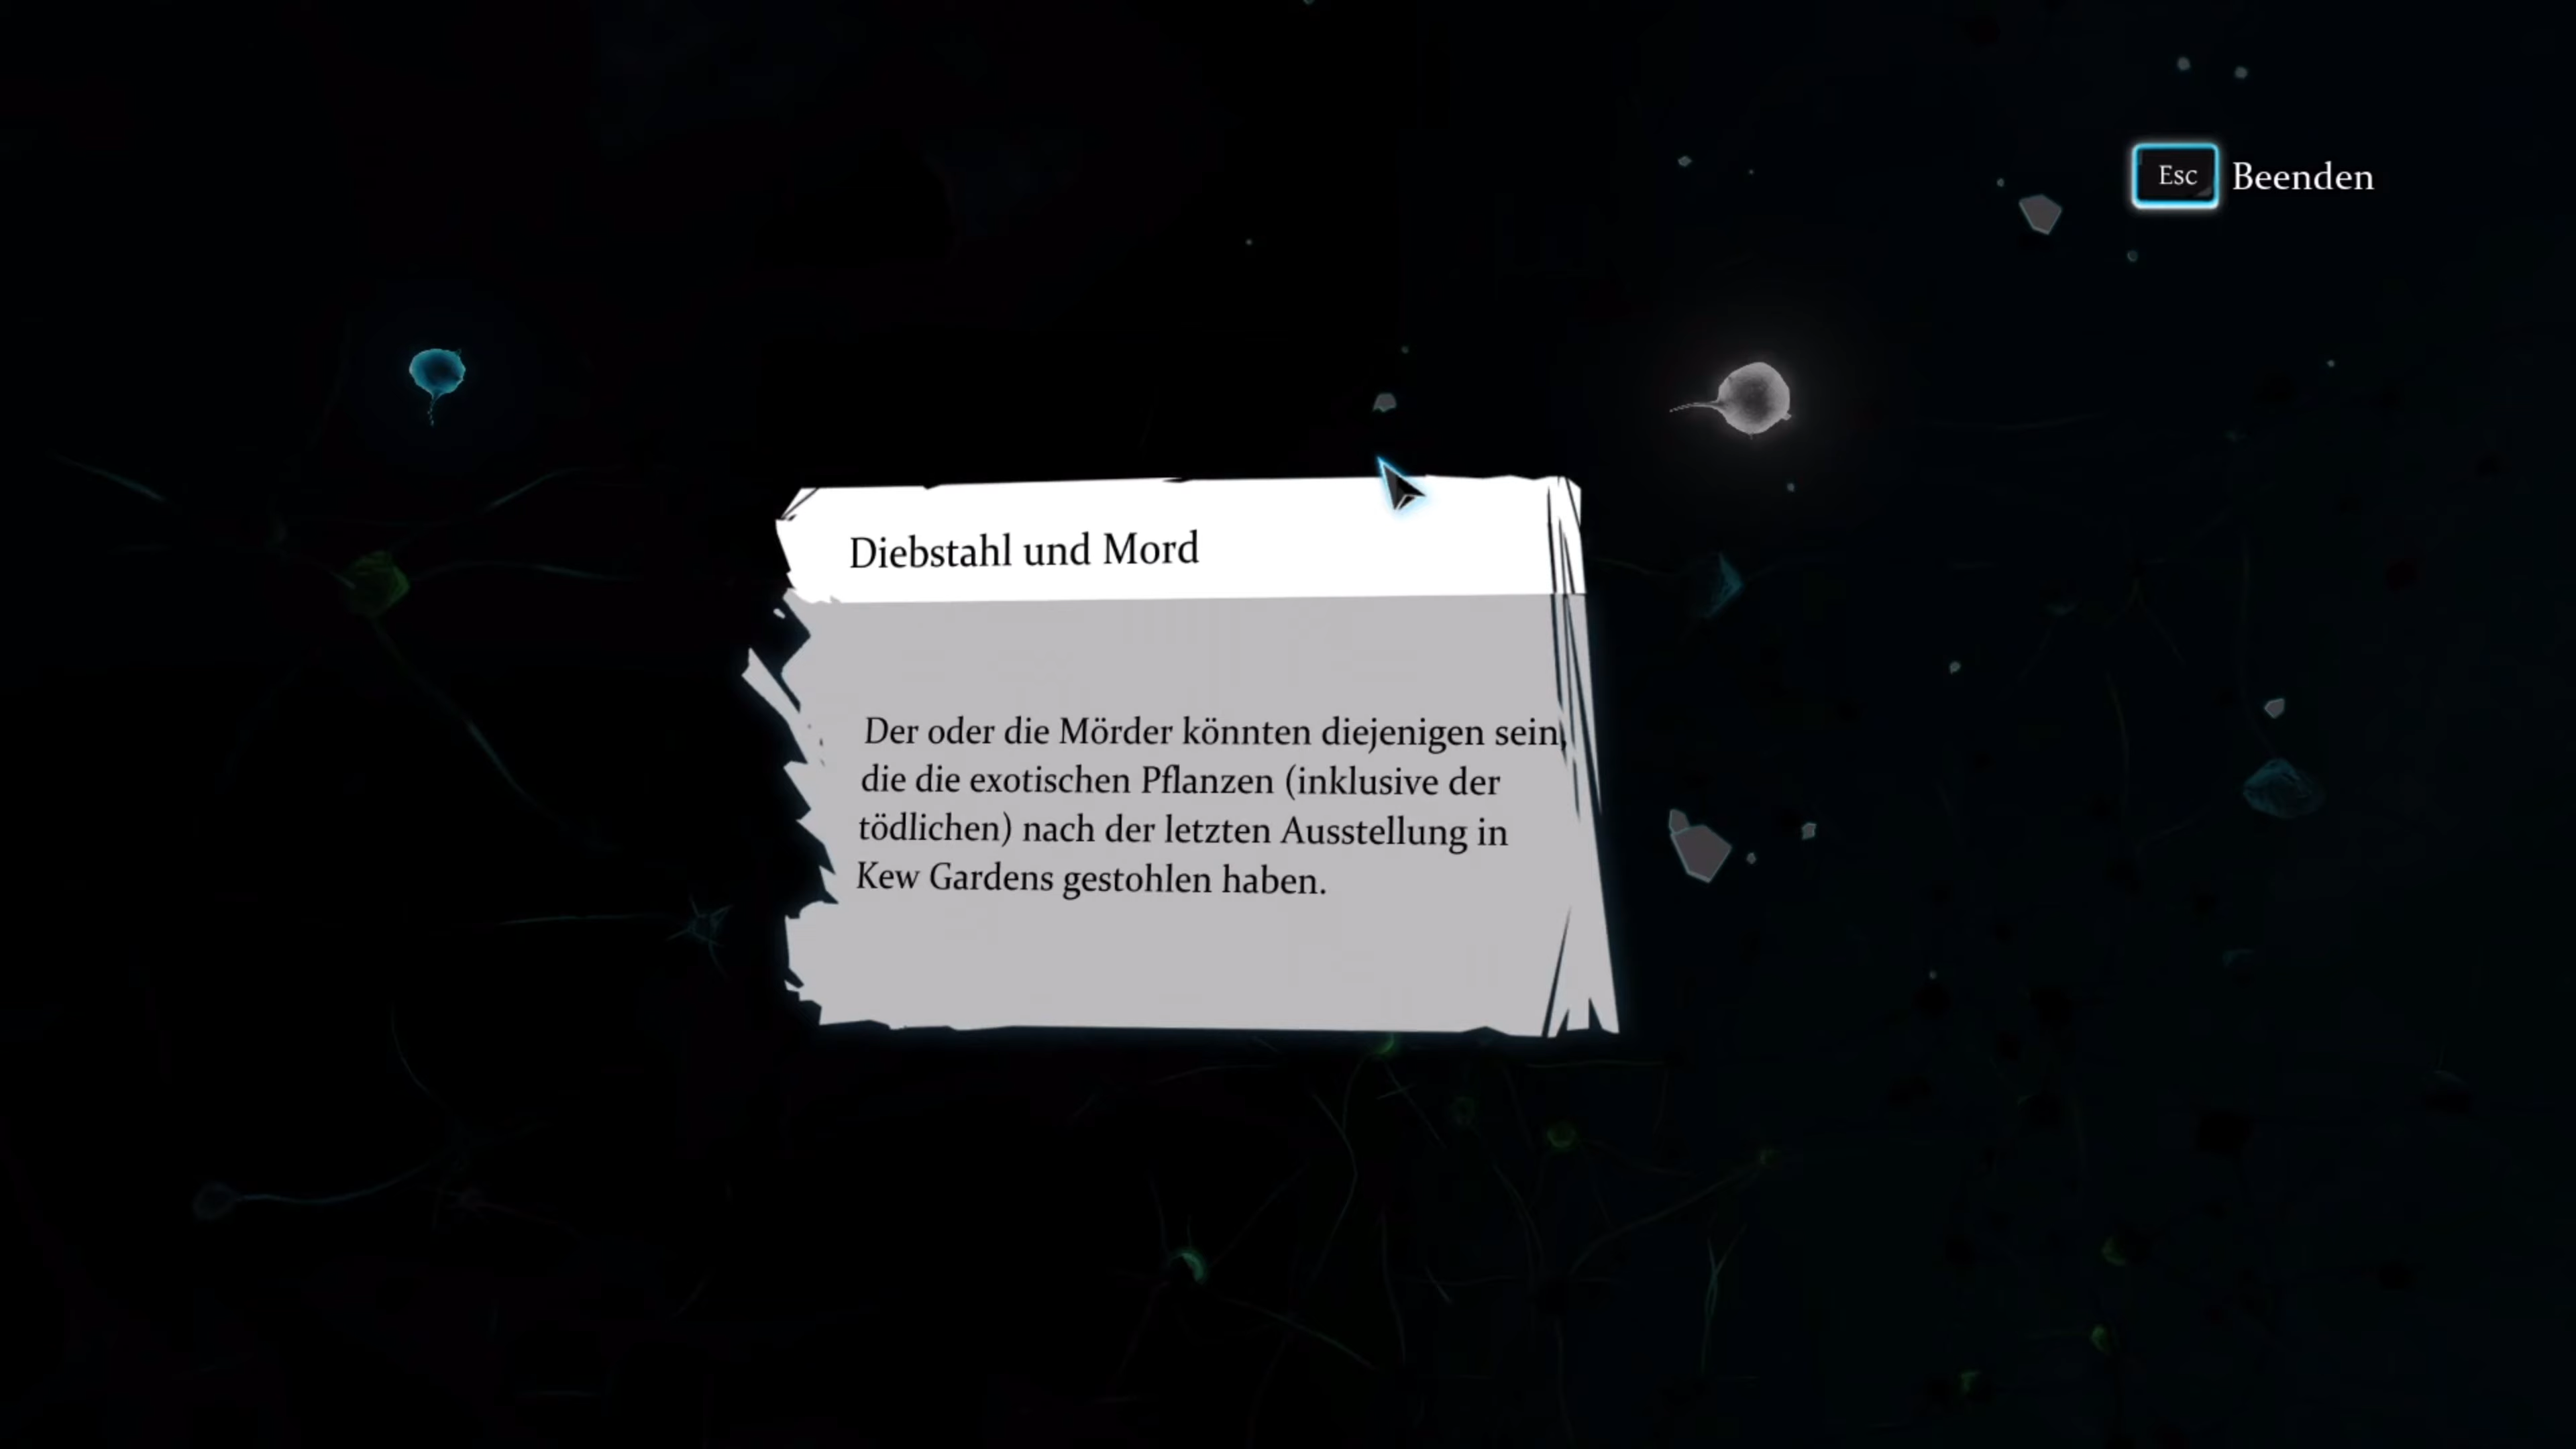 Esc Beenden
Diebstahl und Mord
Der oder die Mörder könnten diejenigen sein,
die die exotischen Pflanzen (inklusive der
tödlichen) nach der letzten Ausstellung in
Kew Gardens gestohlen haben.